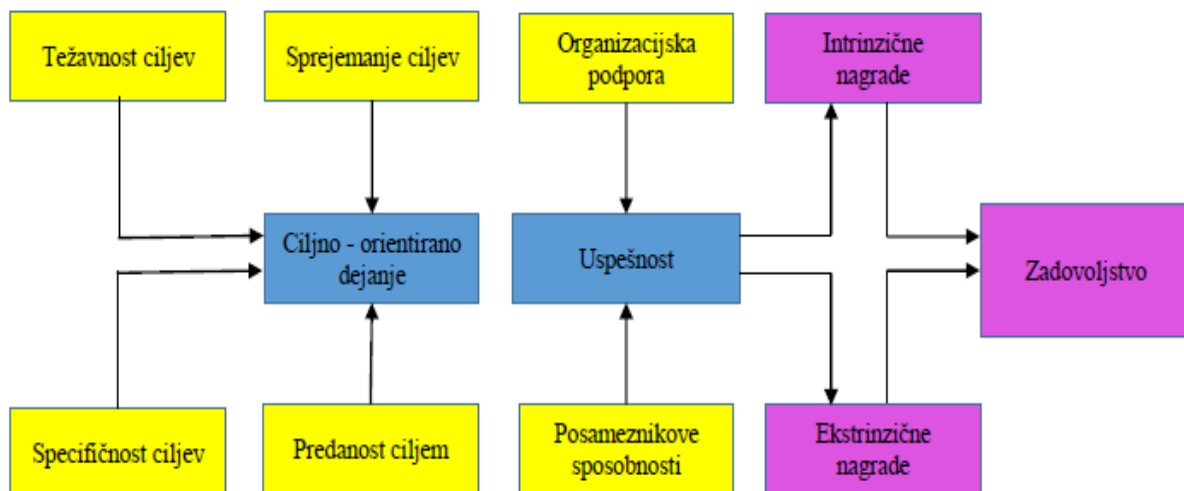 Težavnost ciljev
Sprejemanje ciljev
Organizacijska
podpora
Intrinzične
nagrade
Ciljno - orientirano
dejanje
Uspešnost
Zadovoljstvo
Specifičnost ciljev
Predanost ciljem
Posameznikove
sposobnosti
Ekstrinzične
nagrade